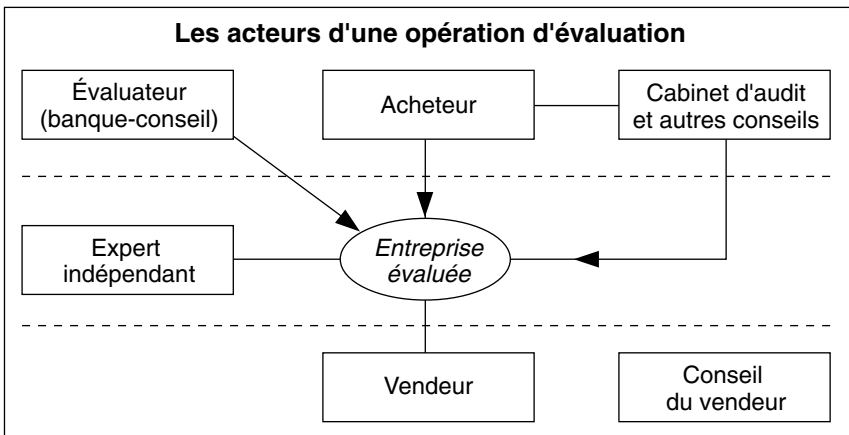 Les acteurs d'une opération d'évaluation
Évaluateur
(banque-conseil)
Acheteur
Cabinet d'audit
et autres conseils
Expert
indépendant
Entreprise
évaluée
Vendeur
Conseil
du vendeur